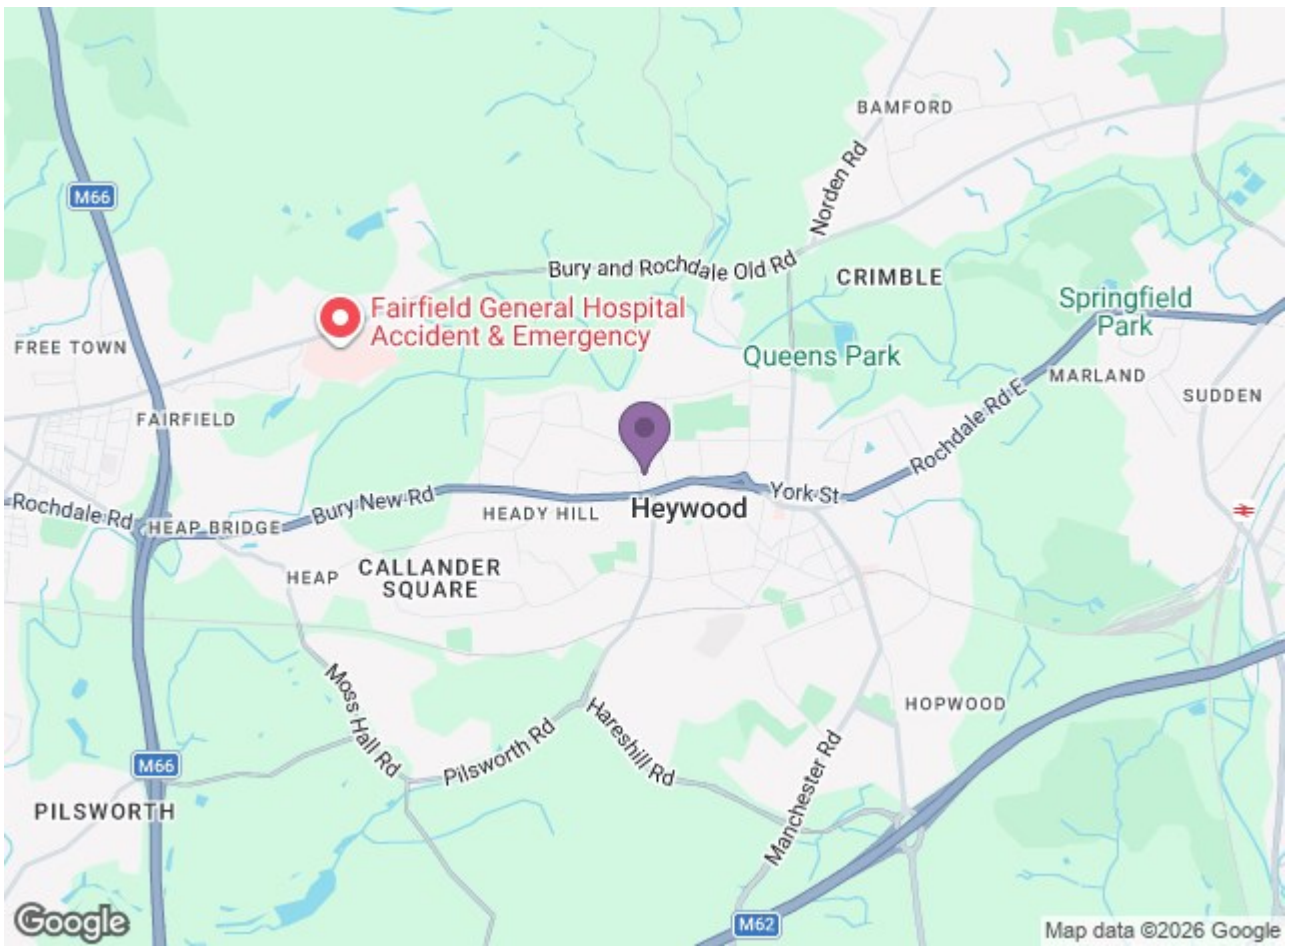 BAMFORD
M66
Norden Rd
Bury and Rochdale Old Rd
CRIMBLE
Fairfield General Hospital
Accident & Emergency
Springfield
Park
FREE TOWN
Queens Park
MARLAND
SUDDEN
FAIRFIELD
Rochdale Rd E
Bury New Rd
York St
Rochdale Rd
HEAP BRIDGE
HEADY HILL
Heywood
HEAP
CALLANDER
SQUARE
Moss Hall Rd
HOPWOOD
Hareshill Rd
Pilsworth Rd
Manchester Rd
M66
PILSWORTH
M62
Google
Map data ©2026 Google